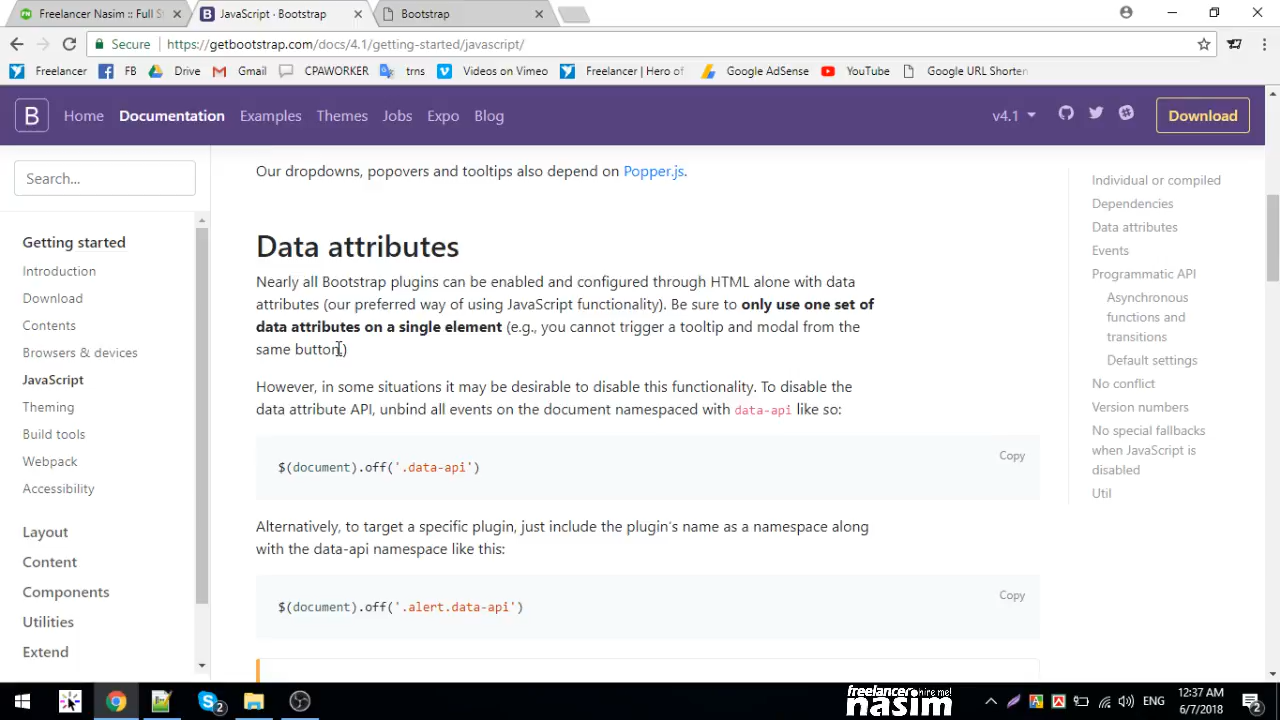 Freelancer Nasim :: Full S
JavaScript · Bootstrap
Bootstrap
Secure
https://getbootstrap.com/docs/4.1/getting-started/javascript/
Freelancer
FB
Drive
Gmail
CPAWORKER
trns
Videos on Vimeo
Freelancer | Hero of
Google AdSense
YouTube
Google URL Shorten
B
Home
Documentation
Examples
Themes
Jobs
Expo
Blog
v4.1
Download
Search...
Getting started
Introduction
Download
Contents
Browsers & devices
JavaScript
Theming
Build tools
Webpack
Accessibility
Layout
Content
Components
Utilities
Extend
Our dropdowns, popovers and tooltips also depend on Popper.js.
Data attributes
Nearly all Bootstrap plugins can be enabled and configured through HTML alone with data
attributes (our preferred way of using JavaScript functionality). Be sure to only use one set of
data attributes on a single element (e.g., you cannot trigger a tooltip and modal from the
same button.)
However, in some situations it may be desirable to disable this functionality. To disable the
data attribute API, unbind all events on the document namespaced with data-api like so:
Copy
$(document).off('.data-api')
Alternatively, to target a specific plugin, just include the plugin's name as a namespace along
with the data-api namespace like this:
Copy
$(document).off('.alert.data-api')
Individual or compiled
Dependencies
Data attributes
Events
Programmatic API
Asynchronous
functions and
transitions
Default settings
No conflict
Version numbers
No special fallbacks
when JavaScript is
disabled
Util
freelancer hire me!
nasim
ENG
12:37 AM
6/7/2018
2
2